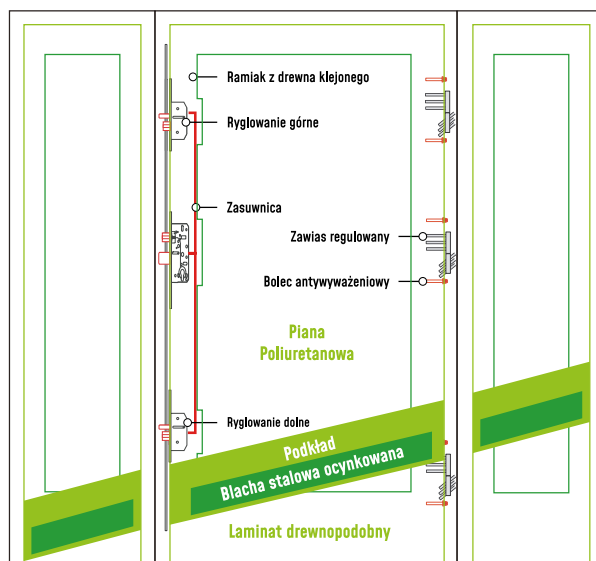 Ramiak z drewna klejonego
Ryglowanie górne
Zasuwnica
Zawias regulowany
Bolec antywyważeniowy
Piana
Poliuretanowa
Ryglowanie dolne
Podkład
Blacha stalowa ocynkowana
Laminat drewnopodobny